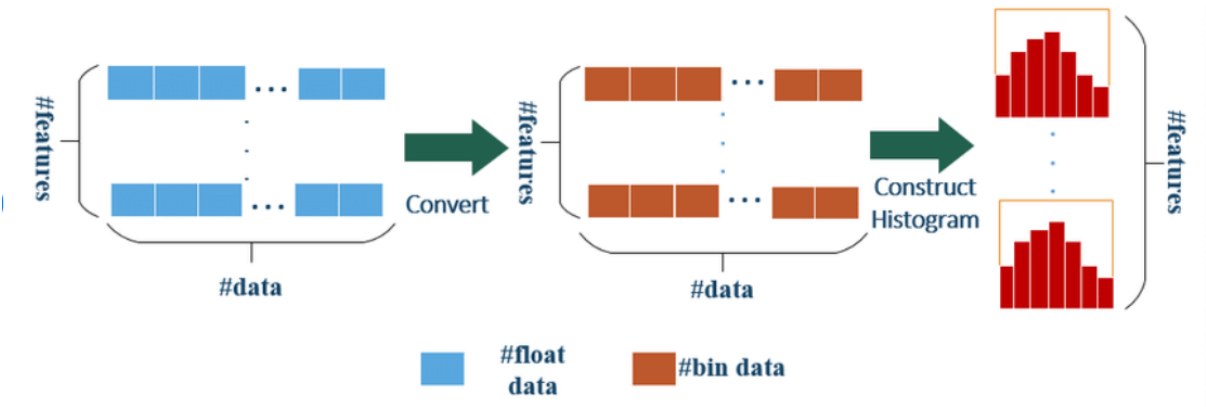 #features
#data
Convert
#features
#data
Construct
Histogram
#features
#float
data
#bin data